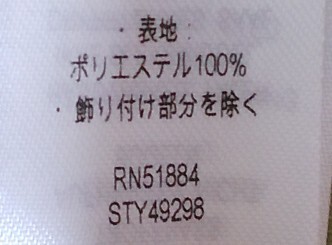 ・表地:
ポリエステル100%
・飾り付け部分を除く
RN51884
STY49298